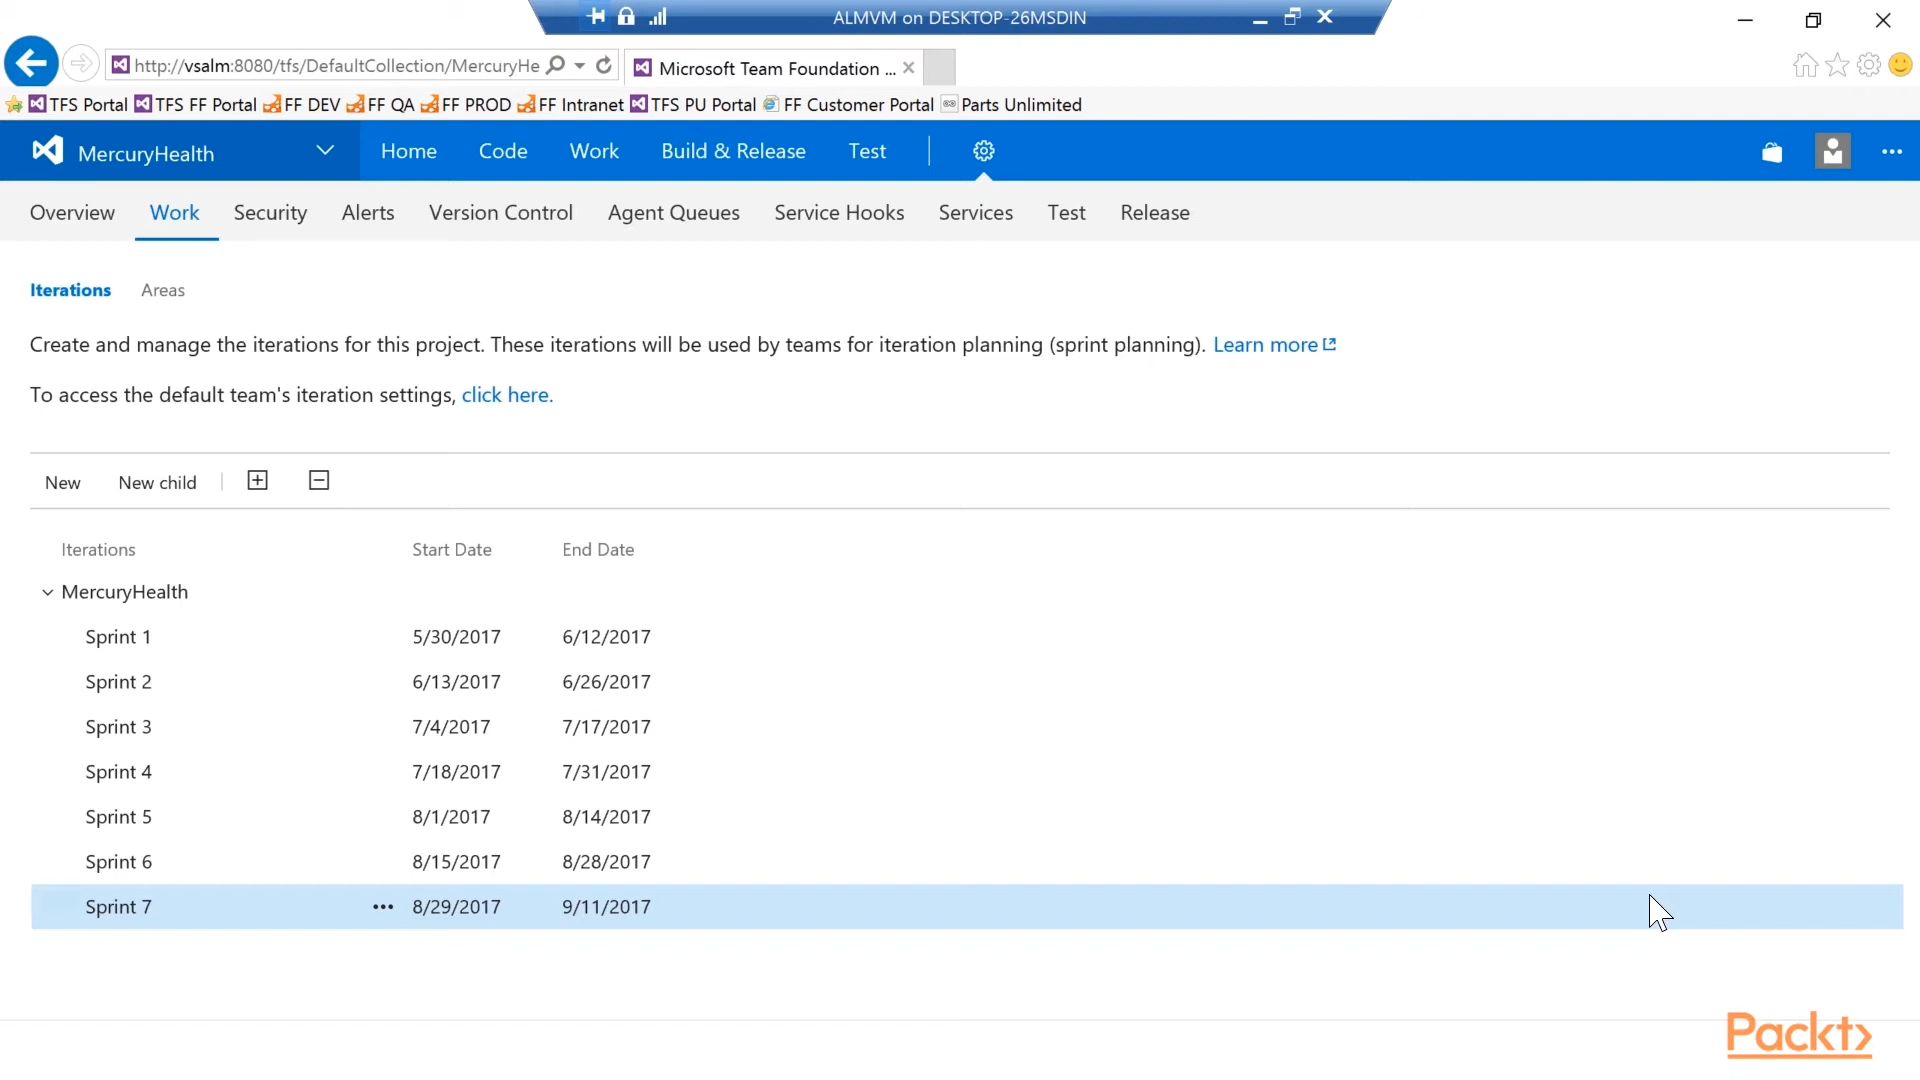 ALMVM on DESKTOP-26MSDIN
http://vsalm:8080/tfs/DefaultCollection/MercuryHe
Microsoft Team Foundation ...
TFS Portal TFS FF Portal FF DEV FF QA FF PROD FF Intranet TFS PU Portal FF Customer Portal Parts Unlimited
MercuryHealth Home Code Work Build & Release Test
Overview Work Security Alerts Version Control Agent Queues Service Hooks Services Test Release
Iterations Areas
Create and manage the iterations for this project. These iterations will be used by teams for iteration planning (sprint planning). Learn more
To access the default team's iteration settings, click here.
New New child
Iterations Start Date End Date
MercuryHealth
Sprint 1 5/30/2017 6/12/2017
Sprint 2 6/13/2017 6/26/2017
Sprint 3 7/4/2017 7/17/2017
Sprint 4 7/18/2017 7/31/2017
Sprint 5 8/1/2017 8/14/2017
Sprint 6 8/15/2017 8/28/2017
Sprint 7 ... 8/29/2017 9/11/2017
Packt>